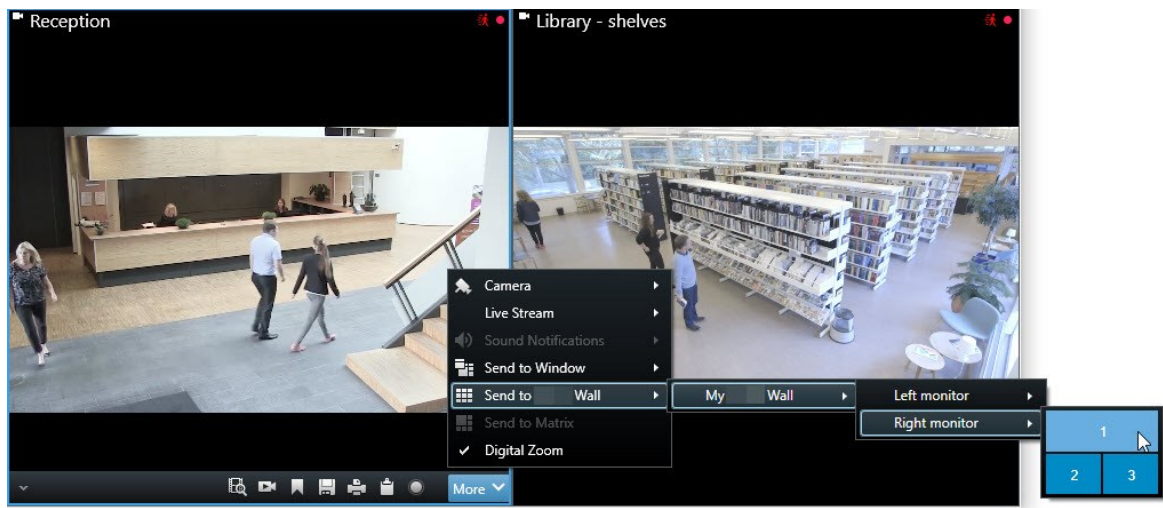 Reception
Library - shelves
Camera
Live Stream
Sound Notifications
Send to Window
Send to Wall
My Wall
Left monitor
Send to Matrix
Right monitor
1
Digital Zoom
2 3
More